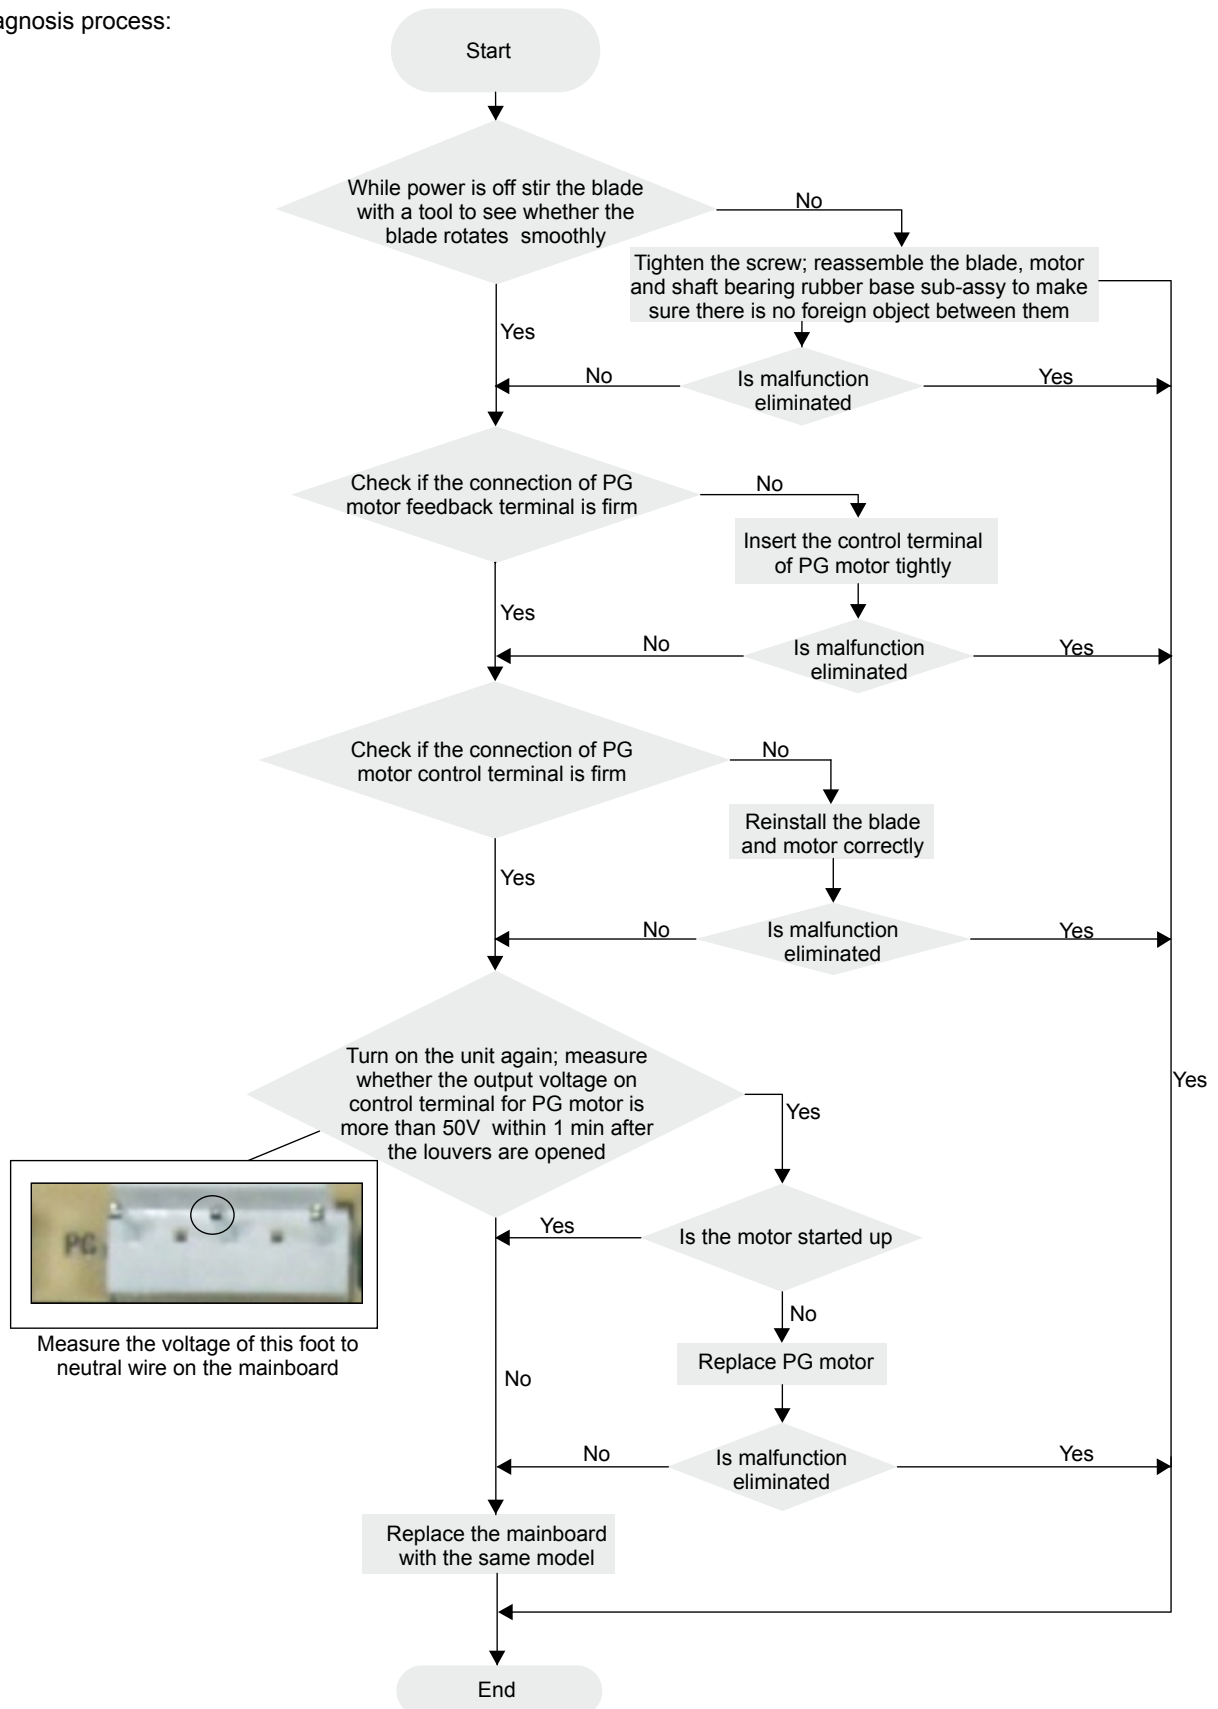 agnosis process:
Start
While power is off stir the blade
with a tool to see whether the
blade rotates smoothly
No
Tighten the screw; reassemble the blade, motor
and shaft bearing rubber base sub-assy to make
sure there is no foreign object between them
Yes
No
Is malfunction
eliminated
Yes
Check if the connection of PG
motor feedback terminal is firm
No
Insert the control terminal
of PG motor tightly
Yes
No
Is malfunction
eliminated
Yes
Check if the connection of PG
motor control terminal is firm
No
Reinstall the blade
and motor correctly
Yes
No
Is malfunction
eliminated
Yes
Turn on the unit again; measure
whether the output voltage on
control terminal for PG motor is
more than 50V within 1 min after
the louvers are opened
Yes
Yes
PG
Yes
Is the motor started up
No
Measure the voltage of this foot to
neutral wire on the mainboard
Replace PG motor
No
No
Is malfunction
eliminated
Yes
Replace the mainboard
with the same model
End